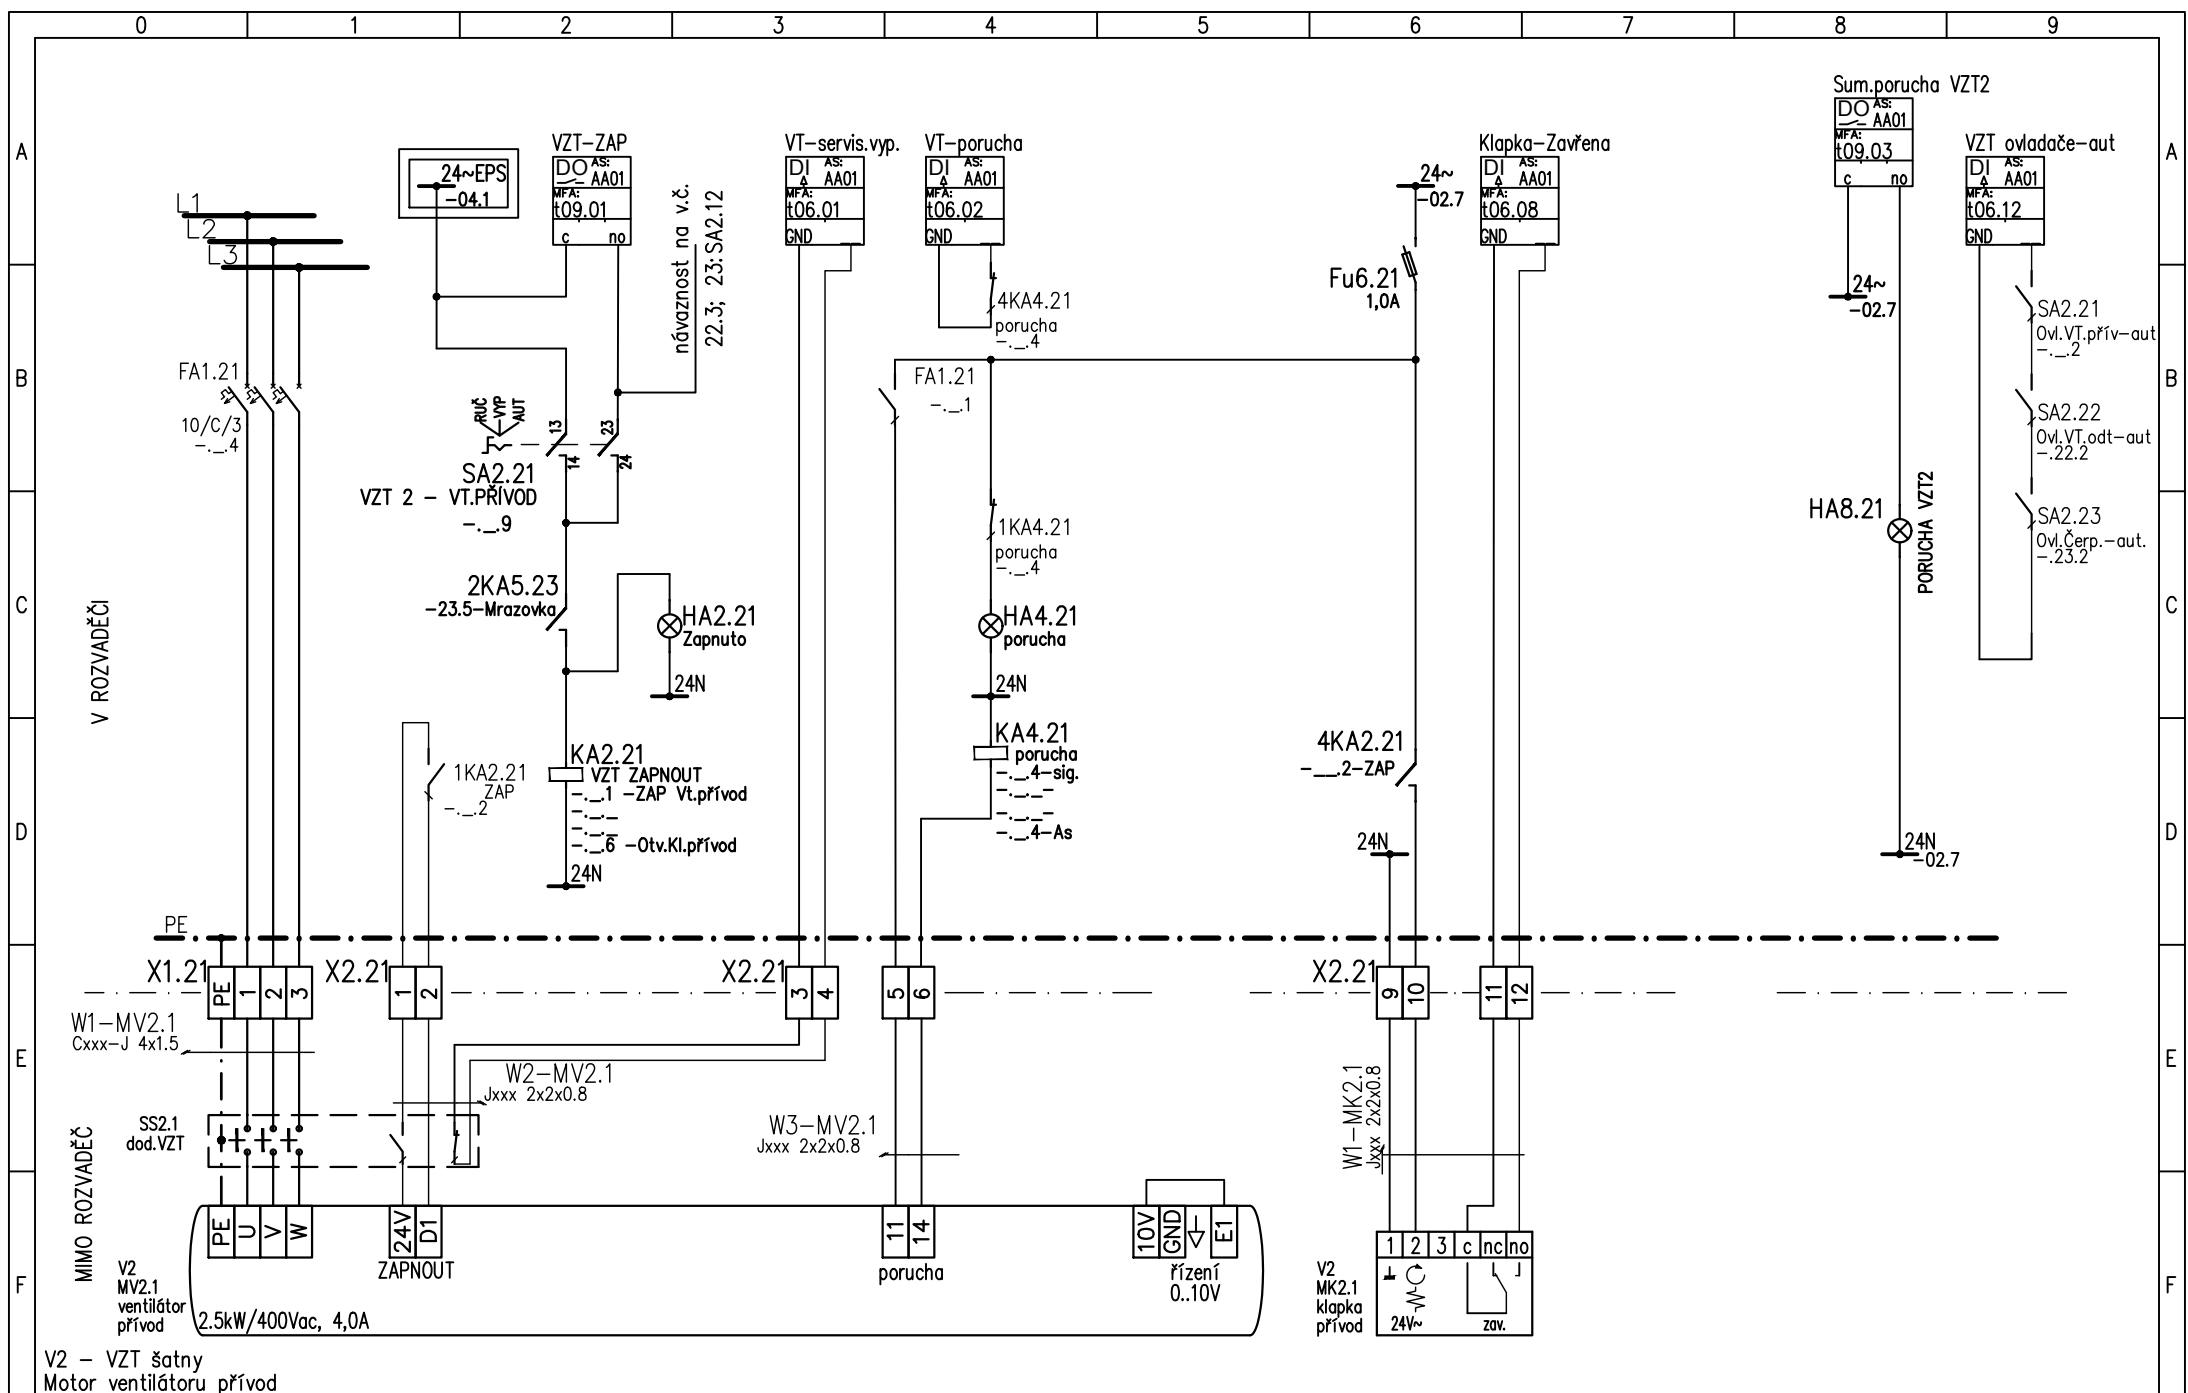 0 1 2 3 4 5 6 7 8 9
A A
B B
C C
D D
E E
F F
V ROZVADĚČI
MIMO ROZVADĚČ
L1
L2
L3
FA1.21
10/C/3
-._.4
24~EPS
-04.1
VZT-ZAP
DO AS:
AA01
MFA:
t09.01
c no
návaznost na v.č.
22.3; 23:SA2.12
RUČ
VYP
AUT
13
14
23
24
SA2.21
VZT 2 - VT.PŘÍVOD
-._.9
2KA5.23
-23.5-Mrazovka
HA2.21
Zapnuto
24N
1KA2.21
ZAP
-._.2
KA2.21
VZT ZAPNOUT
-._.1 -ZAP Vt.přívod
-._._
-._._
-._.6 -Otv.Kl.přívod
24N
VT-servis.vyp.
DI AS:
AA01
MFA:
t06.01
GND
VT-porucha
DI AS:
AA01
MFA:
t06.02
GND
4KA4.21
porucha
-._.4
FA1.21
-._.1
1KA4.21
porucha
-._.4
HA4.21
porucha
24N
KA4.21
porucha
-._.4-sig.
-._._-
-._._-
-._.4-As
24~
-02.7
Fu6.21
1,0A
4KA2.21
-__.2-ZAP
24N
Klapka-Zavřena
DI AS:
AA01
MFA:
t06.08
GND
Sum.porucha VZT2
DO AS:
AA01
MFA:
t09.03
c no
24~
-02.7
HA8.21
PORUCHA VZT2
24N
-02.7
VZT ovladače-aut
DI AS:
AA01
MFA:
t06.12
GND
SA2.21
Ovl.VT.přív-aut
-._.2
SA2.22
Ovl.VT.odt-aut
-.22.2
SA2.23
Ovl.Čerp.-aut.
-.23.2
PE
X1.21 PE 1 2 3
X2.21 1 2
X2.21 3 4
5 6
X2.21 9 10
11 12
W1-MV2.1
Cxxx-J 4x1.5
W2-MV2.1
Jxxx 2x2x0.8
W3-MV2.1
Jxxx 2x2x0.8
W1-MK2.1
Jxxx 2x2x0.8
SS2.1
dod.VZT
PE U V W
24V D1
ZAPNOUT
11 14
porucha
10V GND E1
řízení
0..10V
V2
MV2.1
ventilátor
přívod
2.5kW/400Vac, 4,0A
V2
MK2.1
klapka
přívod
1 2 3 c nc no
24V~
zav.
V2 - VZT šatny
Motor ventilátoru přívod